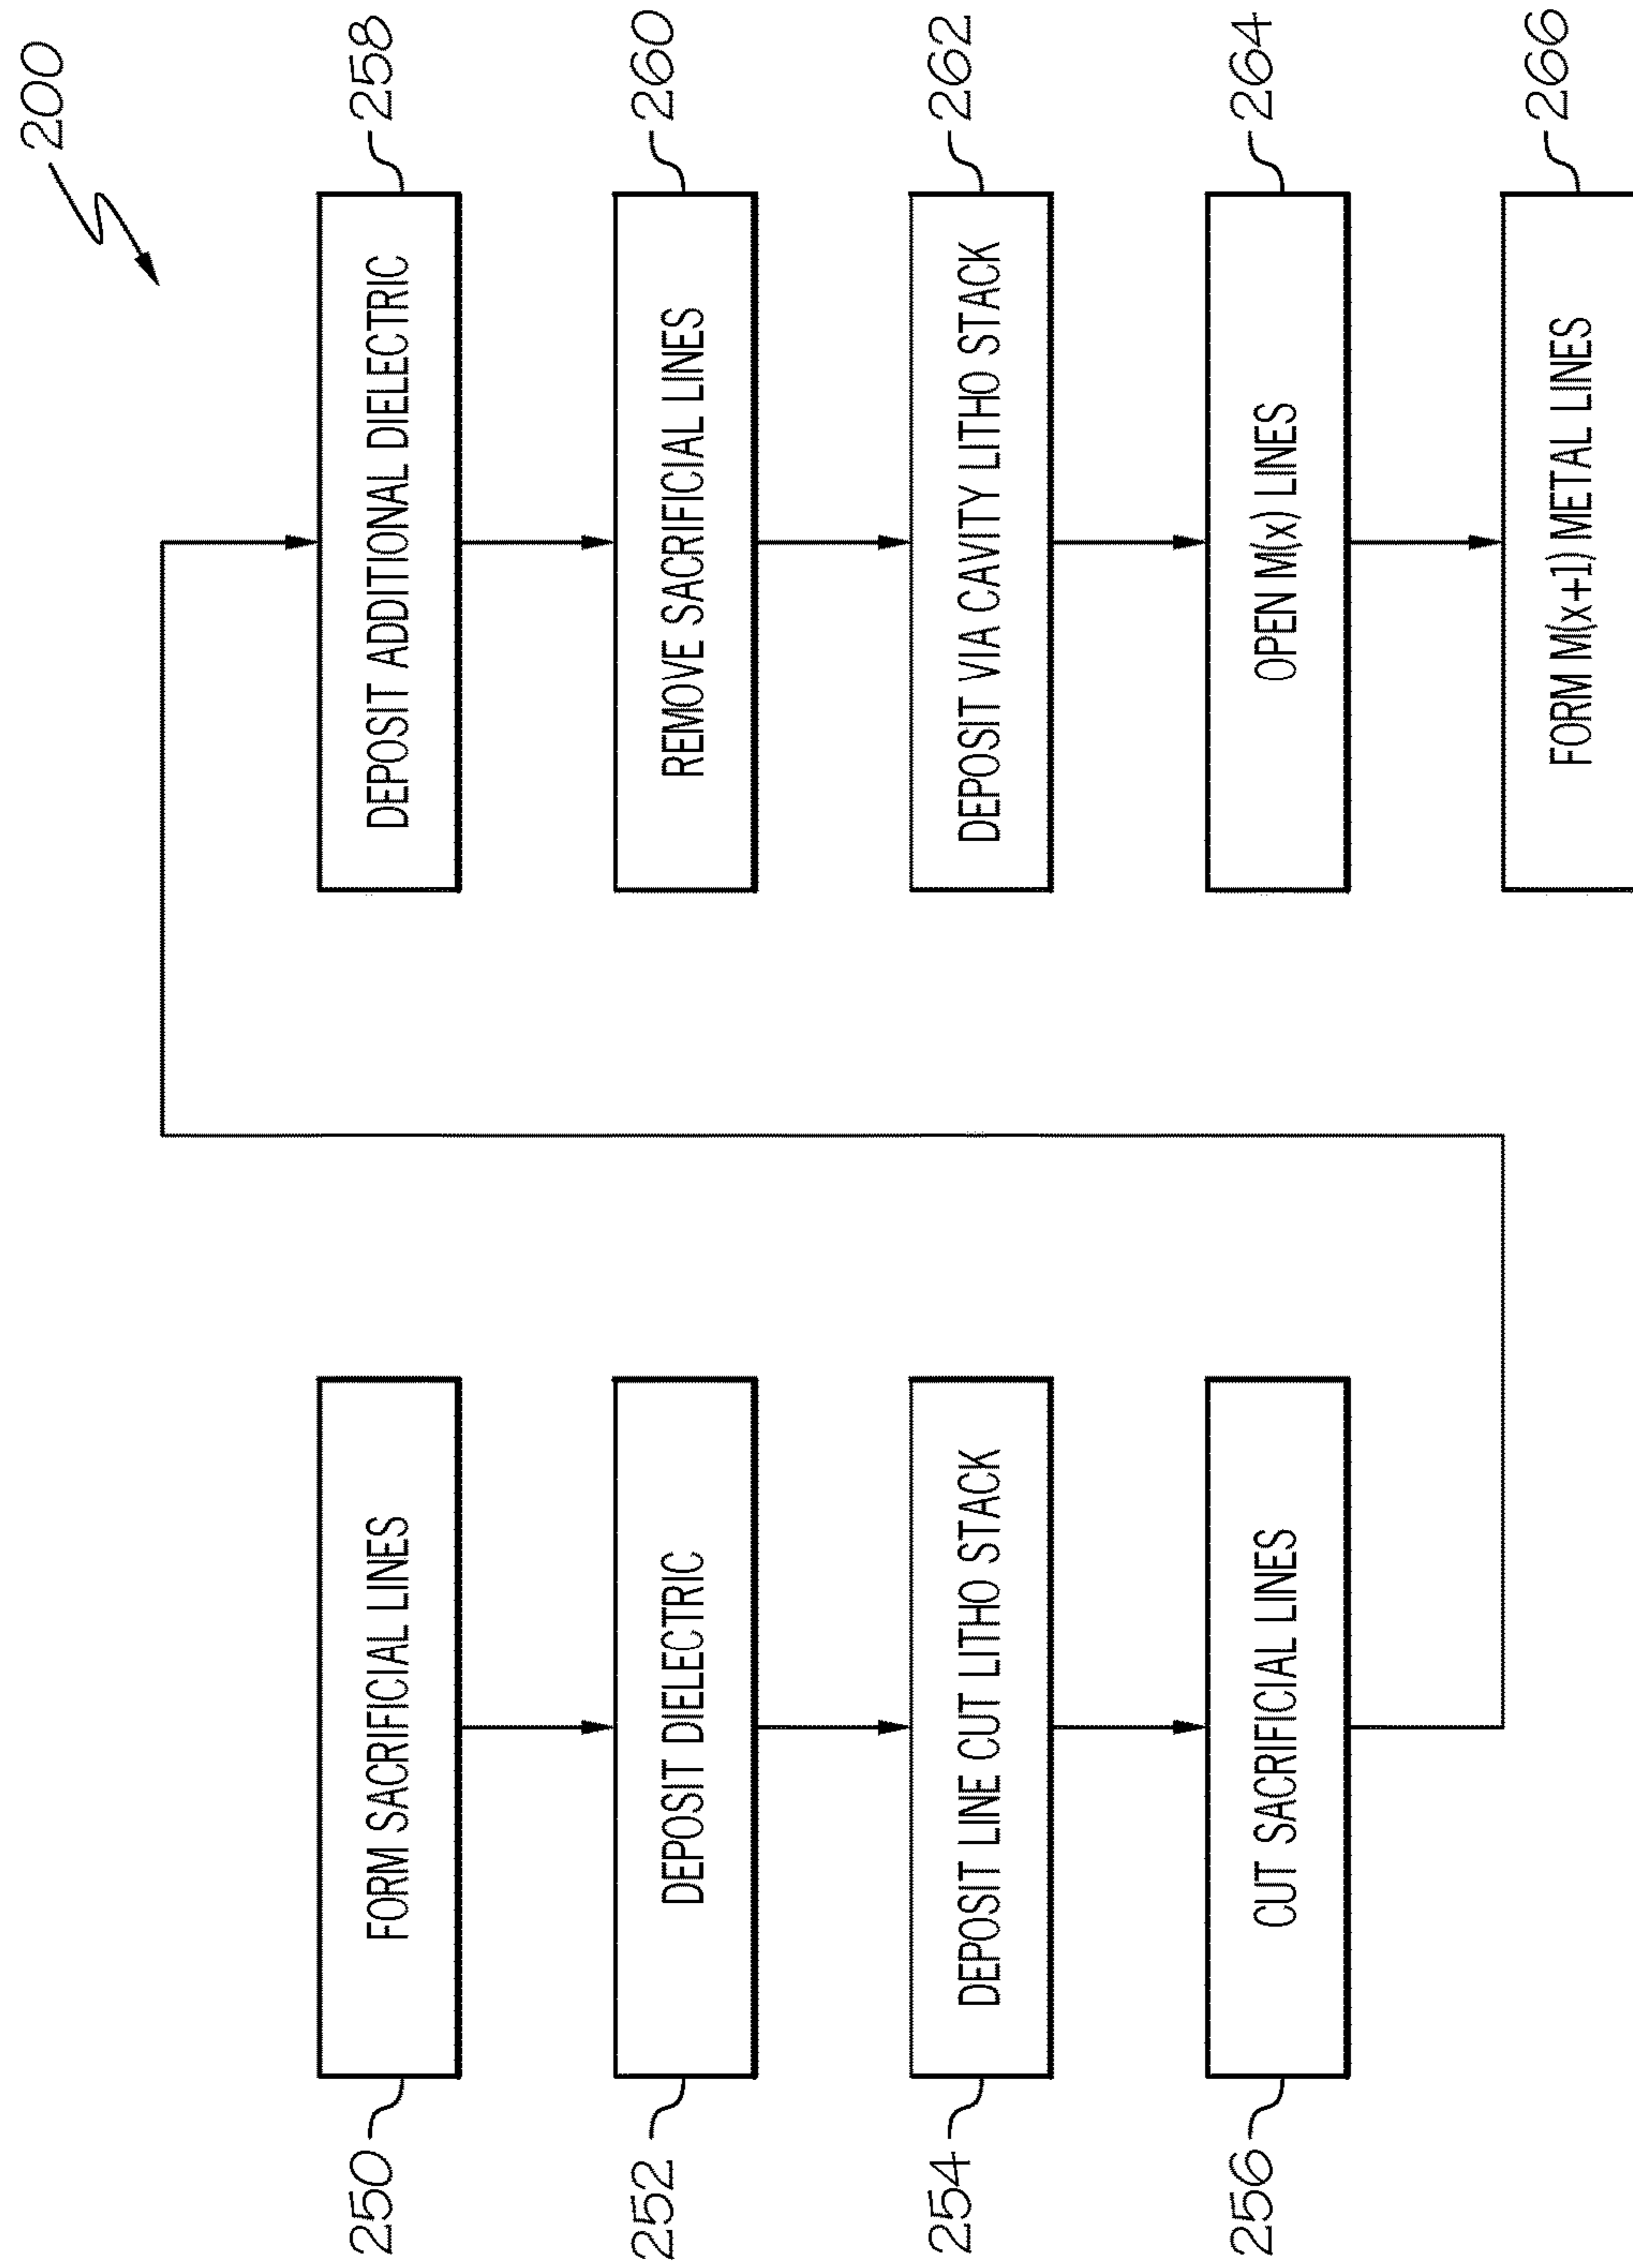 200
250
FORM SACRIFICIAL LINES
252
DEPOSIT DIELECTRIC
254
DEPOSIT LINE CUT LITHO STACK
256
CUT SACRIFICIAL LINES
DEPOSIT ADDITIONAL DIELECTRIC
258
REMOVE SACRIFICIAL LINES
260
DEPOSIT VIA CAVITY LITHO STACK
262
OPEN M(x) LINES
264
FORM M(x+1) METAL LINES
266